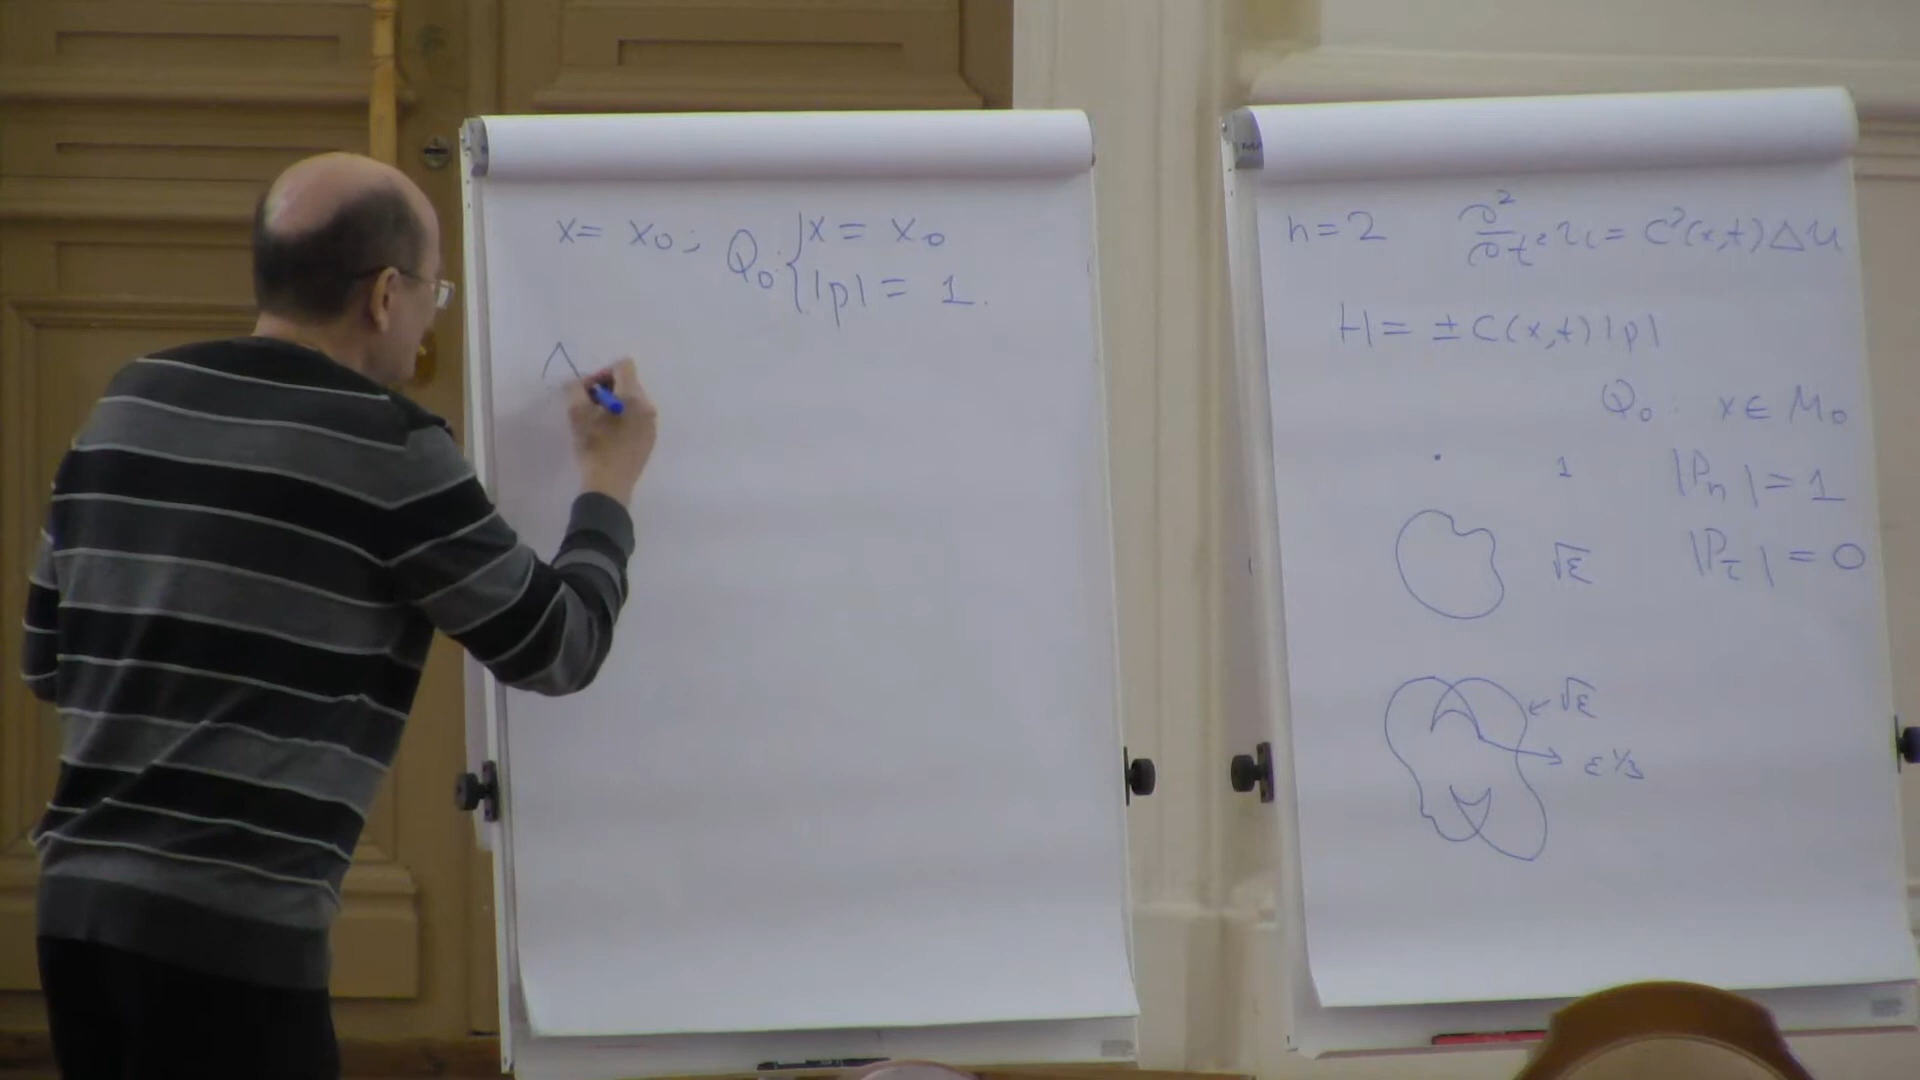 x = x₀; Q₀: { x = x₀
|p| = 1.
Λ
n=2 ∂²/∂t² u = C²(x,t) Δu
H = ± C(x,t) |p|
Q₀ : x ∈ M₀
1 |Pₙ| = 1
√ε |P_τ| = 0
← √ε
ε^1/3